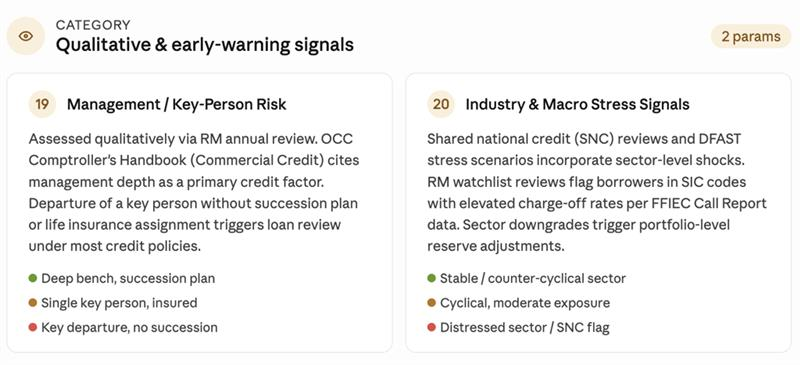 CATEGORY
Qualitative & early-warning signals
2 params
19 Management / Key-Person Risk
Assessed qualitatively via RM annual review. OCC
Comptroller's Handbook (Commercial Credit) cites
management depth as a primary credit factor.
Departure of a key person without succession plan
or life insurance assignment triggers loan review
under most credit policies.
Deep bench, succession plan
Single key person, insured
Key departure, no succession
20 Industry & Macro Stress Signals
Shared national credit (SNC) reviews and DFAST
stress scenarios incorporate sector-level shocks.
RM watchlist reviews flag borrowers in SIC codes
with elevated charge-off rates per FFIEC Call Report
data. Sector downgrades trigger portfolio-level
reserve adjustments.
Stable / counter-cyclical sector
Cyclical, moderate exposure
Distressed sector / SNC flag